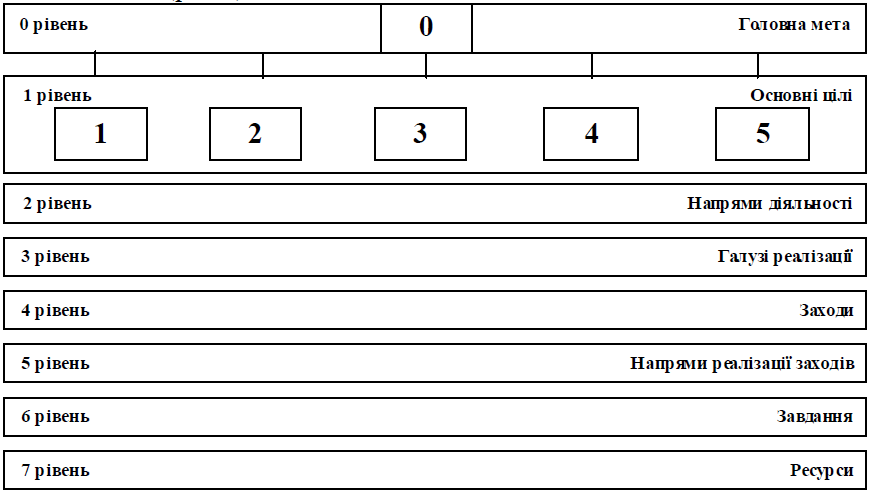 0 рівень 0 Головна мета
1 рівень Основні цілі
1 2 3 4 5
2 рівень Напрями діяльності
3 рівень Галузі реалізації
4 рівень Заходи
5 рівень Напрями реалізації заходів
6 рівень Завдання
7 рівень Ресурси